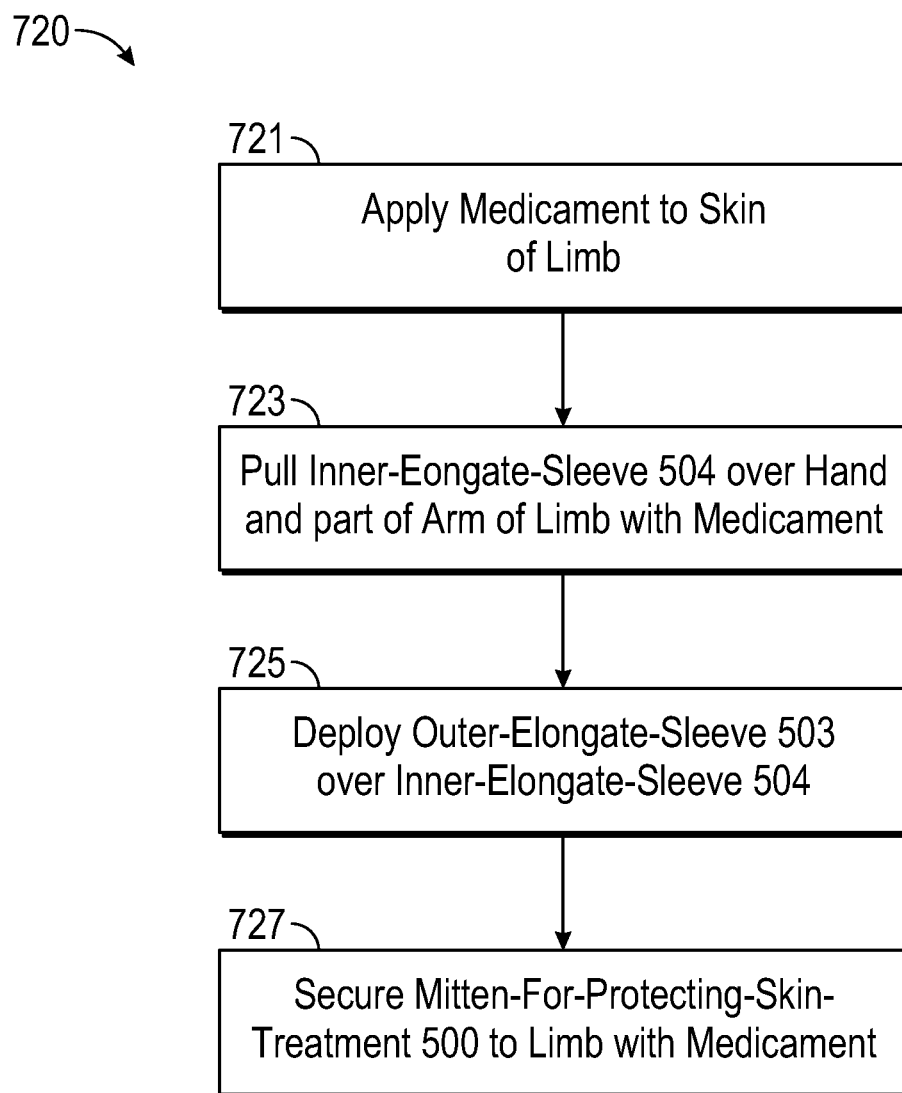 720
721
Apply Medicament to Skin
of Limb
723
Pull Inner-Eongate-Sleeve 504 over Hand
and part of Arm of Limb with Medicament
725
Deploy Outer-Elongate-Sleeve 503
over Inner-Elongate-Sleeve 504
727
Secure Mitten-For-Protecting-Skin-
Treatment 500 to Limb with Medicament